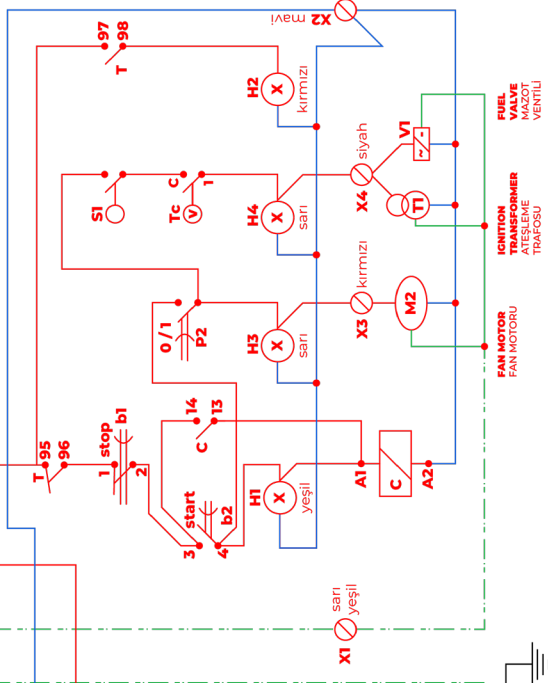 X2 mavi
97 98
T
H2 kırmızı
FUEL
VALVE
MAZOT
VENTİLİ
V1
~ -
X4 siyah
C 1
S1
Tc V
H4 sarı
T1
IGNITION
TRANSFORMER
ATEŞLEME
TRAFOSU
0 / 1
P2
H3 sarı
X3 kırmızı
M2
FAN MOTOR
FAN MOTORU
95 96
T
stop b1
1 2
14 13
C
start b2
3 4
H1 yeşil
X
X
X
X
A1 A2
C
X1 sarı
yeşil